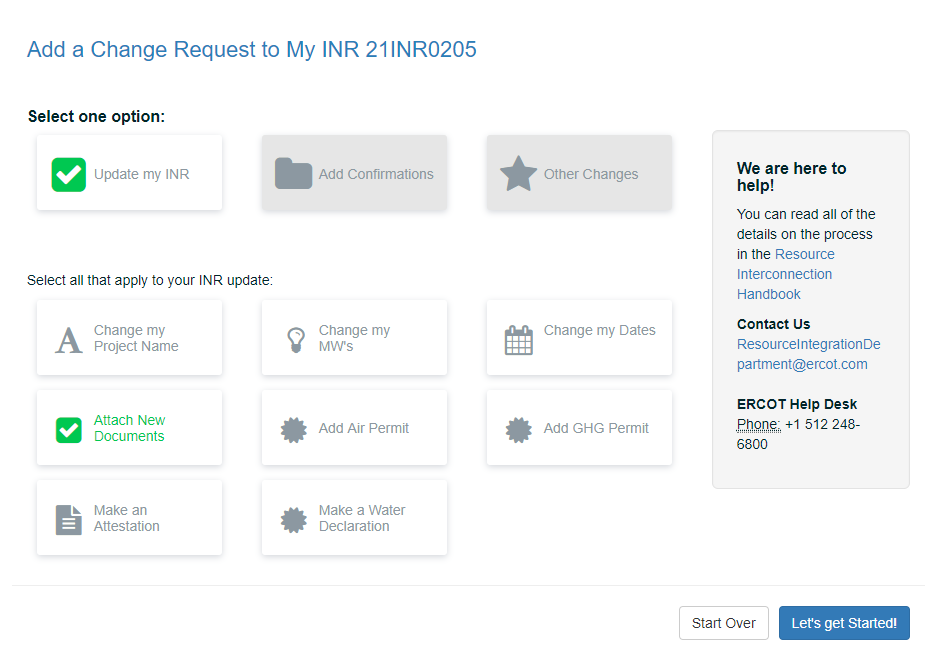 Add a Change Request to My INR 21INR0205
Select one option:
Update my INR
Add Confirmations
Other Changes
Select all that apply to your INR update:
Change my
Project Name
Change my
MW's
Change my Dates
Attach New
Documents
Add Air Permit
Add GHG Permit
Make an
Attestation
Make a Water
Declaration
We are here to
help!
You can read all of the
details on the process
in the Resource
Interconnection
Handbook
Contact Us
ResourceIntegrationDe
partment@ercot.com
ERCOT Help Desk
Phone: +1 512 248-
6800
Start Over
Let's get Started!